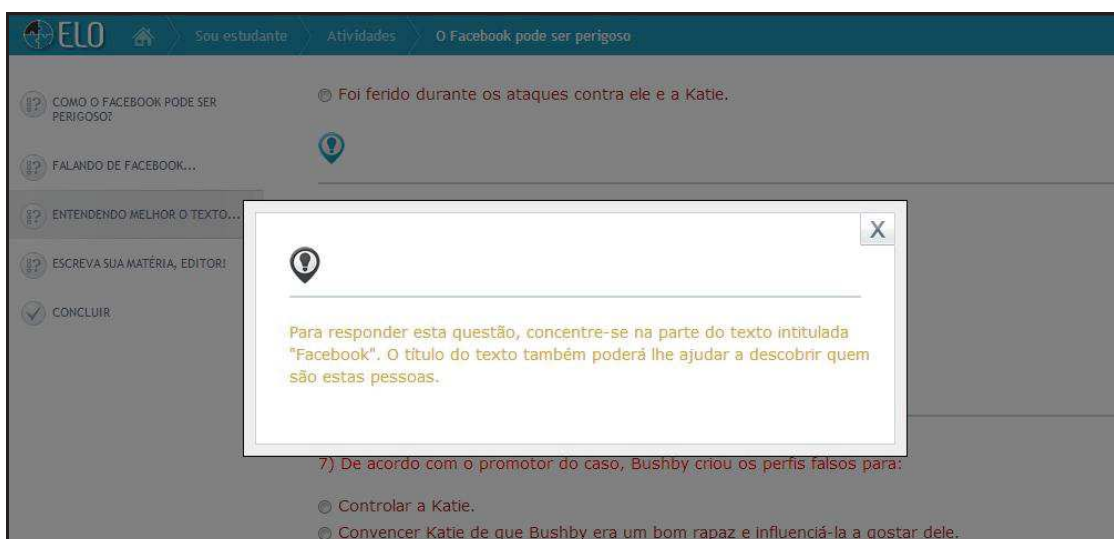 ELO Sou estudante Atividades O Facebook pode ser perigoso
COMO O FACEBOOK PODE SER
PERIGOSO?
FALANDO DE FACEBOOK...
ENTENDENDO MELHOR O TEXTO...
ESCREVA SUA MATÉRIA, EDITOR!
CONCLUIR
Foi ferido durante os ataques contra ele e a Katie.
X
Para responder esta questão, concentre-se na parte do texto intitulada
"Facebook". O título do texto também poderá lhe ajudar a descobrir quem
são estas pessoas.
7) De acordo com o promotor do caso, Bushby criou os perfis falsos para:
Controlar a Katie.
Convencer Katie de que Bushby era um bom rapaz e influenciá-la a gostar dele.